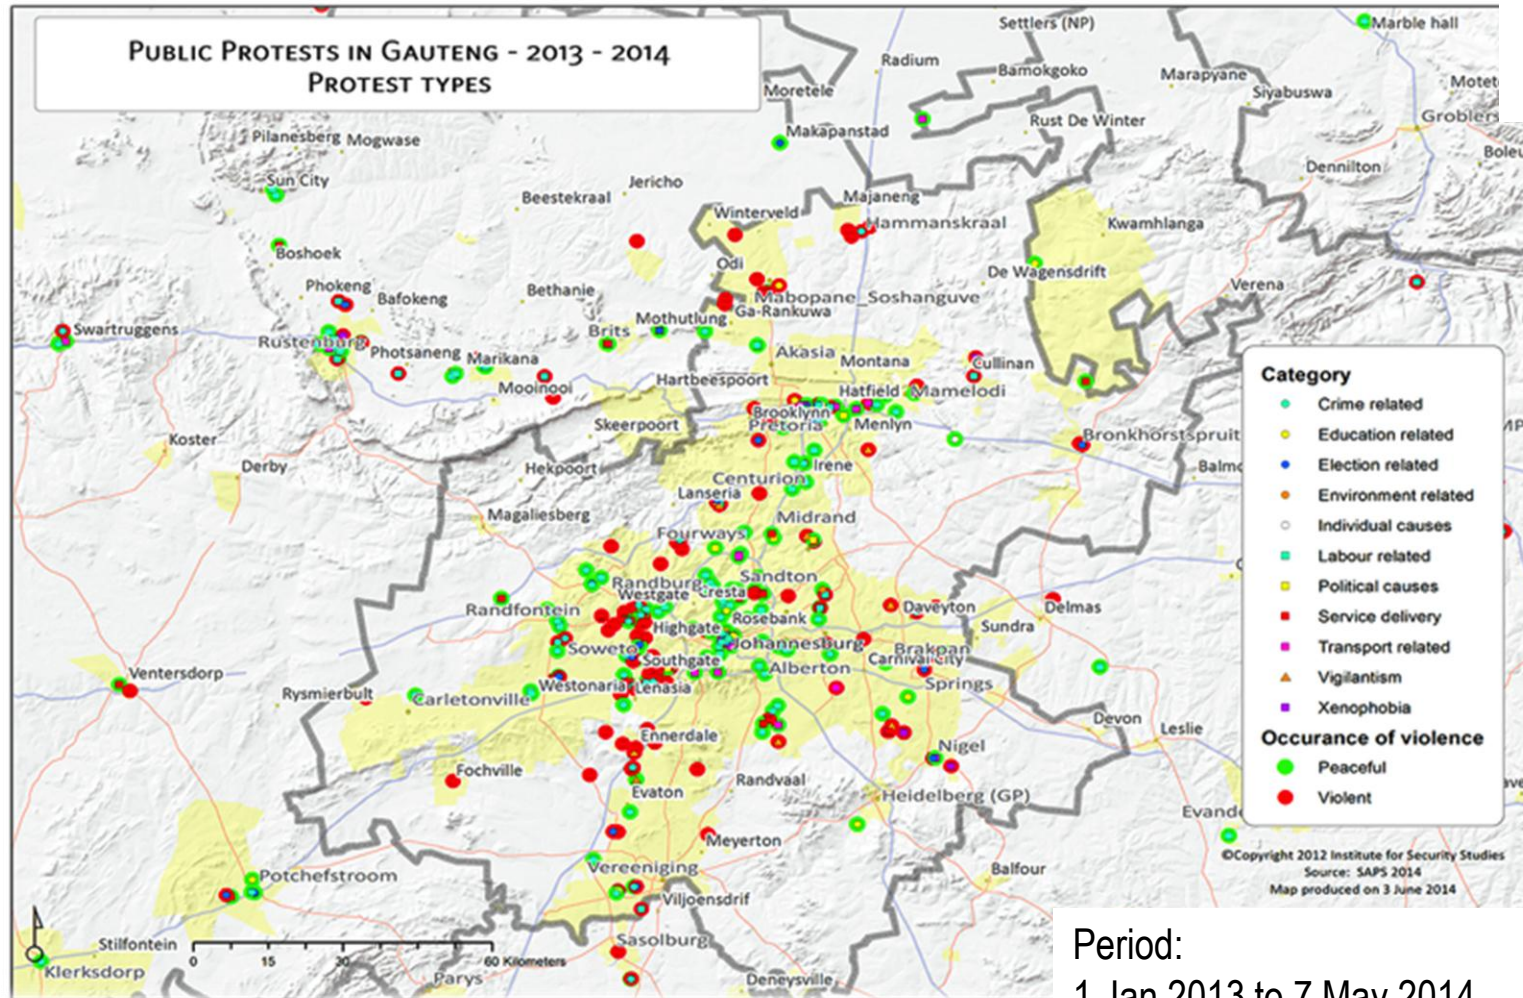 PUBLIC PROTESTS IN GAUTENG - 2013 - 2014
PROTEST TYPES
Settlers (NP)
Marble hall
Radium
Bamokgoko
Marapyane
Siyabuswa
Moretele
Makapanstad
Rust De Winter
Pilanesberg
Mogwase
Dennilton
Sun City
Jericho
Beestekraal
Majaneng
Winterveld
Hammanskraal
Kwamhlanga
Boshoek
Odi
De Wagensdrift
Verena
Phokeng
Bafokeng
Bethanie
Mabopane_Soshanguve
Ga-Rankuwa
Swartruggens
Mothutlung
Brits
Rustenburg
Photsaneng
Marikana
Akasia
Montana
Cullinan
Mooinooi
Hartbeespoort
Hatfield
Mamelodi
Brooklynn
Pretoria
Menlyn
Skeerpoort
Bronkhorstspruit
Koster
Derby
Hekpoort
Irene
Centurion
Lanseria
Magaliesberg
Midrand
Fourways
Randburg
Sandton
Westgate
Cresta
Randfontein
Daveyton
Delmas
Highgate
Rosebank
Sundra
Soweto
Johannesburg
Brakpan
Southgate
Alberton
Carnival City
Ventersdorp
Rysmierbult
Carletonville
Westonaria
Lenasia
Springs
Devon
Leslie
Ennerdale
Nigel
Fochville
Evaton
Randvaal
Heidelberg (GP)
Meyerton
Vereeniging
Balfour
Potchefstroom
Viljoensdrif
Stilfontein
Sasolburg
Klerksdorp
Parys
Deneysville
0 15 30 60 Kilometers
Category
Crime related
Education related
Election related
Environment related
Individual causes
Labour related
Political causes
Service delivery
Transport related
Vigilantism
Xenophobia
Occurance of violence
Peaceful
Violent
©Copyright 2012 Institute for Security Studies
Source: SAPS 2014
Map produced on 3 June 2014
Period:
1 Jan 2013 to 7 May 2014